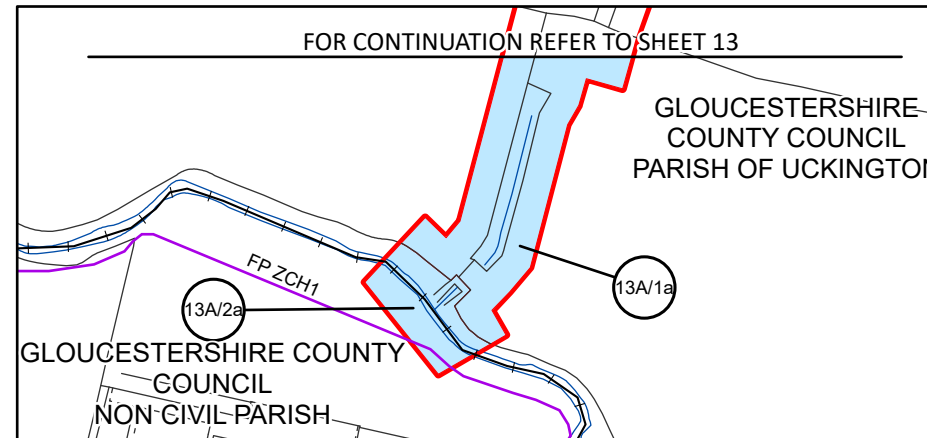 FOR CONTINUATION REFER TO SHEET 13
GLOUCESTERSHIRE
COUNTY COUNCIL
PARISH OF UCKINGTON
FP ZCH1
13A/1a
13A/2a
GLOUCESTERSHIRE COUNTY
COUNCIL
NON CIVIL PARISH